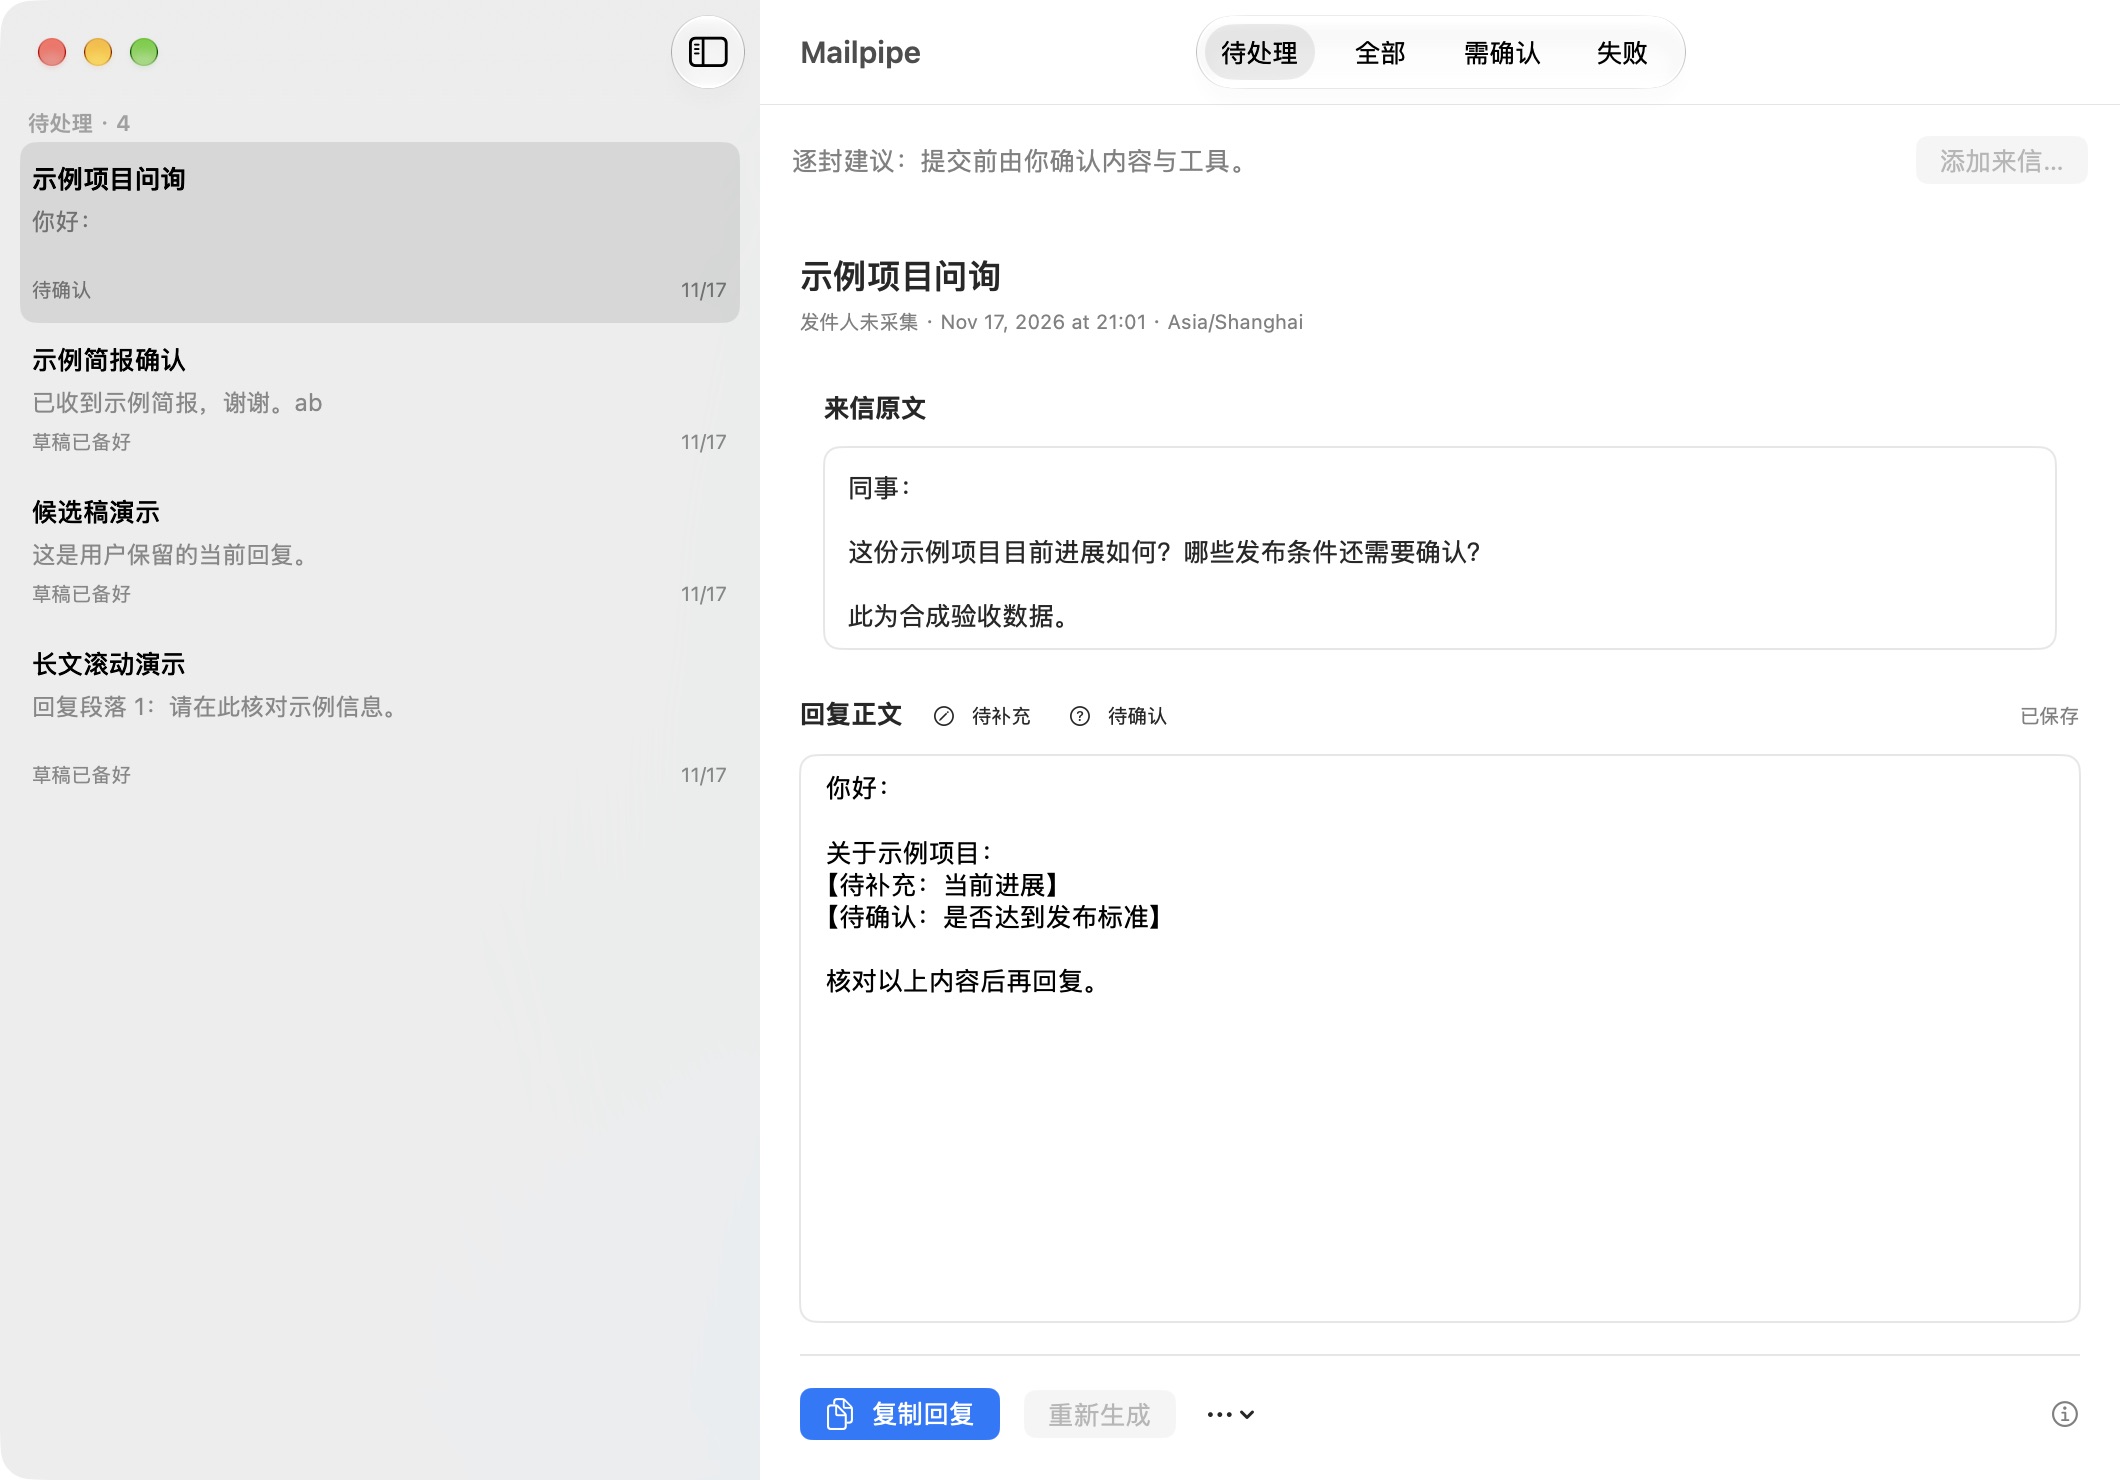 Mailpipe
待处理
全部
需确认
失败
待处理 · 4
示例项目问询
你好：
待确认
11/17
示例简报确认
已收到示例简报，谢谢。ab
草稿已备好
11/17
候选稿演示
这是用户保留的当前回复。
草稿已备好
11/17
长文滚动演示
回复段落 1：请在此核对示例信息。
草稿已备好
11/17
逐封建议：提交前由你确认内容与工具。
添加来信...
示例项目问询
发件人未采集 · Nov 17, 2026 at 21:01 · Asia/Shanghai
来信原文
同事：
这份示例项目目前进展如何？哪些发布条件还需要确认？
此为合成验收数据。
回复正文
待补充
待确认
已保存
你好：
关于示例项目：
【待补充：当前进展】
【待确认：是否达到发布标准】
核对以上内容后再回复。
复制回复
重新生成